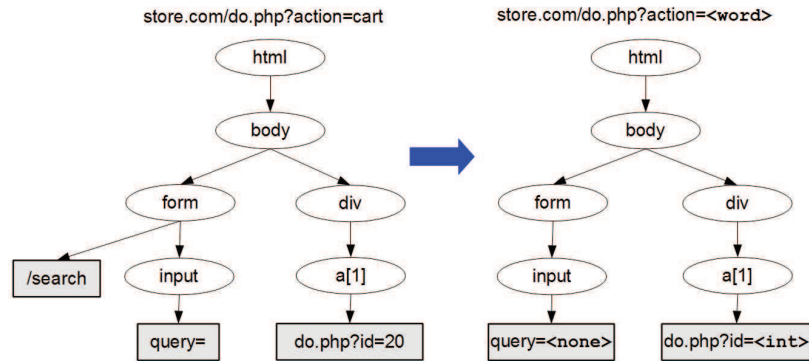 store.com/do.php?action=cart
html
body
form
div
/search
input
a[1]
query=
do.php?id=20
store.com/do.php?action=<word>
html
body
form
div
input
a[1]
query=<none>
do.php?id=<int>